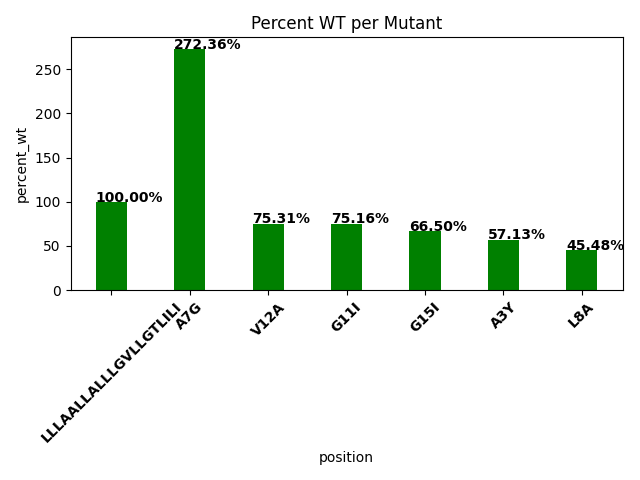 Percent WT per Mutant
percent_wt
250
200
150
100
50
0
100.00%
272.36%
75.31%
75.16%
66.50%
57.13%
45.48%
LLLAALLALLLGVLLGTLILI
A7G
V12A
G11I
G15I
A3Y
L8A
position